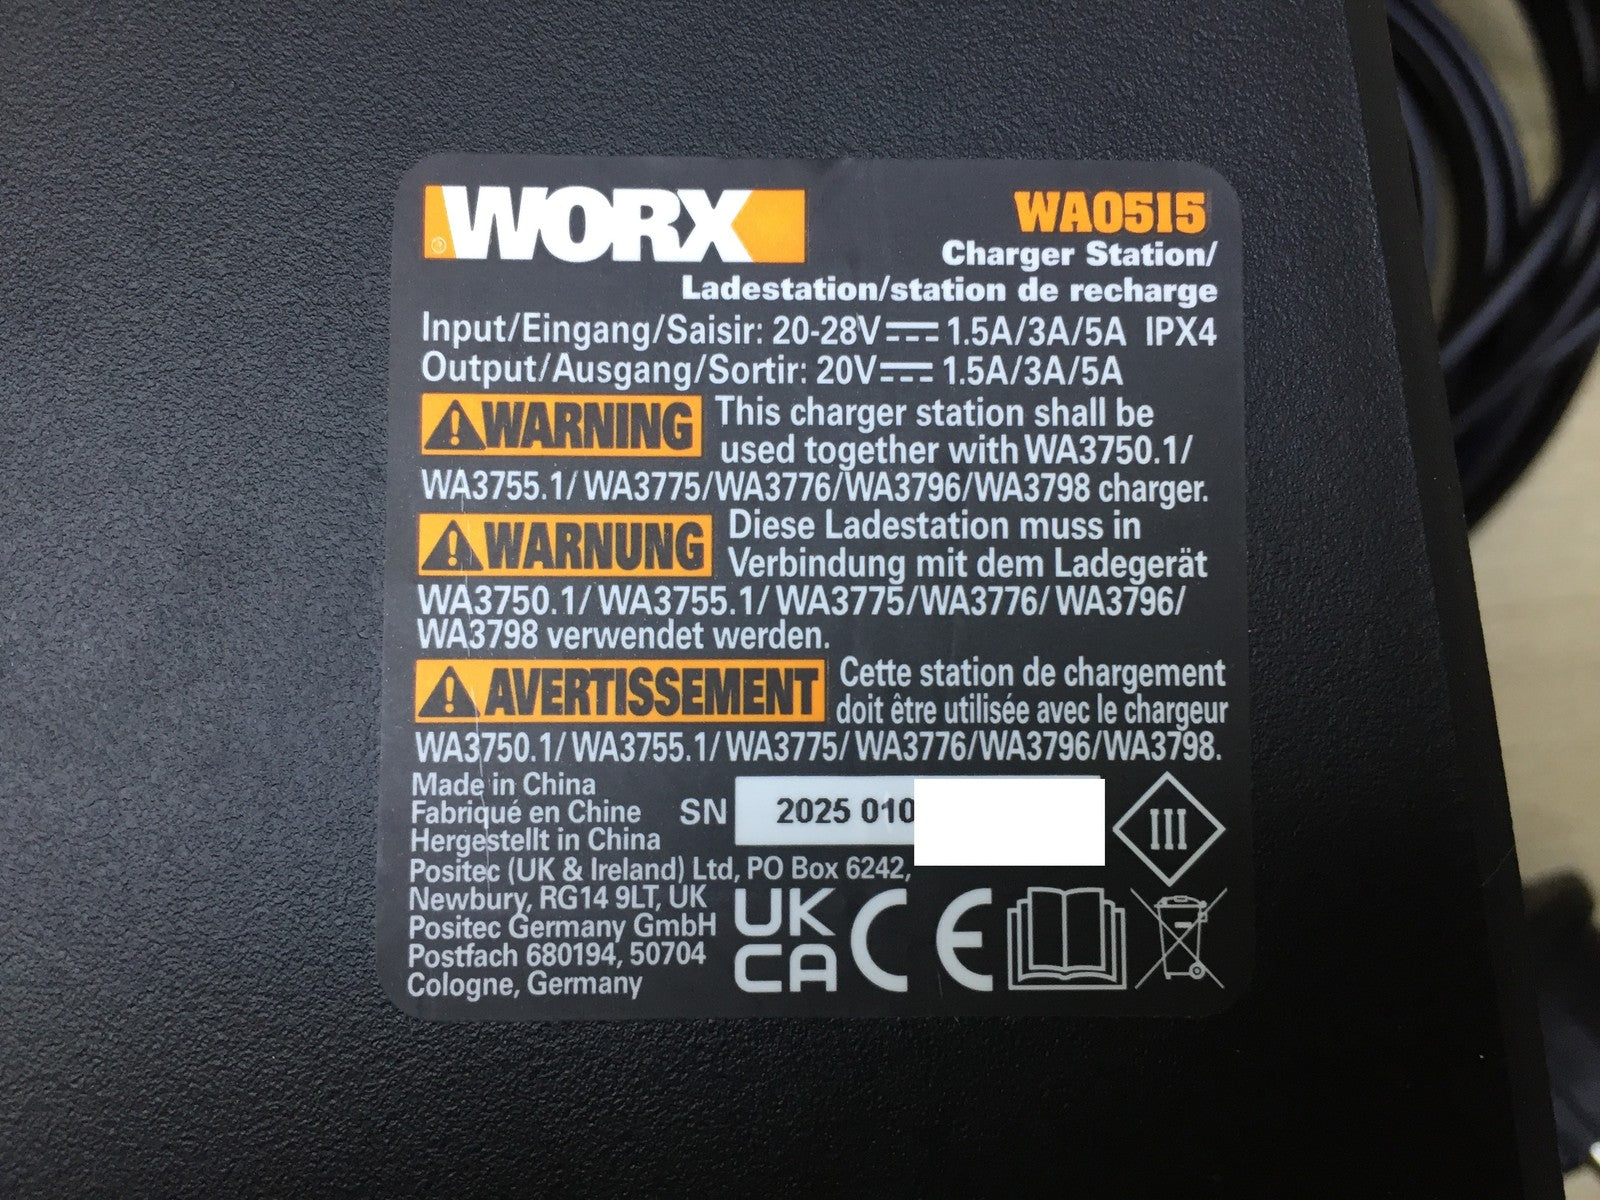 WORX
WA0515
Charger Station/
Ladestation/station de recharge
Input/Eingang/Saisir: 20-28V⎓1.5A/3A/5A IPX4
Output/Ausgang/Sortir: 20V⎓1.5A/3A/5A
WARNING This charger station shall be
used together with WA3750.1/
WA3755.1/ WA3775/WA3776/WA3796/WA3798 charger.
WARNUNG Diese Ladestation muss in
Verbindung mit dem Ladegerät
WA3750.1/ WA3755.1/ WA3775/WA3776/ WA3796/
WA3798 verwendet werden.
AVERTISSEMENT Cette station de chargement
doit être utilisée avec le chargeur
WA3750.1/ WA3755.1/ WA3775/ WA3776/WA3796/WA3798.
Made in China
Fabriqué en Chine
Hergestellt in China
SN 2025 010
III
Positec (UK & Ireland) Ltd, PO Box 6242,
Newbury, RG14 9LT, UK
Positec Germany GmbH
Postfach 680194, 50704
Cologne, Germany
UK
CA
CE